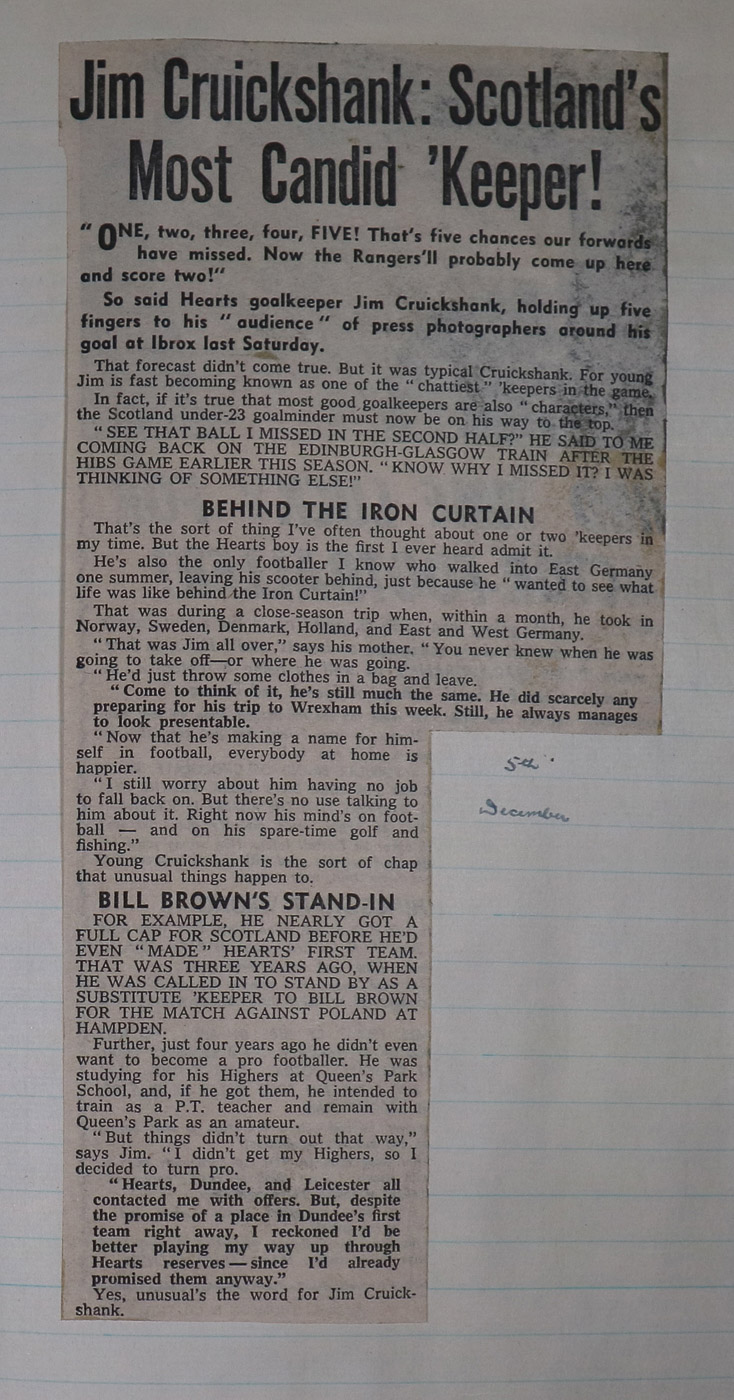 Jim Cruickshank: Scotland's
Most Candid 'Keeper!
“ ONE, two, three, four, FIVE! That's five chances our forwards
have missed. Now the Rangers'll probably come up here
and score two!“
So said Hearts goalkeeper Jim Cruickshank, holding up five
fingers to his “ audience “ of press photographers around his
goal at Ibrox last Saturday.
That forecast didn't come true. But it was typical Cruickshank. For young
Jim is fast becoming known as one of the “ chattiest ” 'keepers in the game.
In fact, if it's true that most good goalkeepers are also “ characters,” then
the Scotland under-23 goalminder must now be on his way to the top.
“ SEE THAT BALL I MISSED IN THE SECOND HALF?” HE SAID TO ME
COMING BACK ON THE EDINBURGH-GLASGOW TRAIN AFTER THE
HIBS GAME EARLIER THIS SEASON. “ KNOW WHY I MISSED IT? I WAS
THINKING OF SOMETHING ELSE!”
BEHIND THE IRON CURTAIN
That's the sort of thing I've often thought about one or two 'keepers in
my time. But the Hearts boy is the first I ever heard admit it.
He's also the only footballer I know who walked into East Germany
one summer, leaving his scooter behind, just because he “ wanted to see what
life was like behind the Iron Curtain!”
That was during a close-season trip when, within a month, he took in
Norway, Sweden, Denmark, Holland, and East and West Germany.
“ That was Jim all over,” says his mother. “ You never knew when he was
going to take off—or where he was going.
“ He'd just throw some clothes in a bag and leave.
“ Come to think of it, he's still much the same. He did scarcely any
preparing for his trip to Wrexham this week. Still, he always manages
to look presentable.
“ Now that he's making a name for him-
self in football, everybody at home is
happier.
“ I still worry about him having no job
to fall back on. But there's no use talking to
him about it. Right now his mind's on foot-
ball — and on his spare-time golf and
fishing.”
Young Cruickshank is the sort of chap
that unusual things happen to.
BILL BROWN'S STAND-IN
FOR EXAMPLE, HE NEARLY GOT A
FULL CAP FOR SCOTLAND BEFORE HE'D
EVEN “ MADE ” HEARTS' FIRST TEAM.
THAT WAS THREE YEARS AGO, WHEN
HE WAS CALLED IN TO STAND BY AS A
SUBSTITUTE 'KEEPER TO BILL BROWN
FOR THE MATCH AGAINST POLAND AT
HAMPDEN.
Further, just four years ago he didn't even
want to become a pro footballer. He was
studying for his Highers at Queen's Park
School, and, if he got them, he intended to
train as a P.T. teacher and remain with
Queen's Park as an amateur.
“ But things didn't turn out that way,”
says Jim. “ I didn't get my Highers, so I
decided to turn pro.
“ Hearts, Dundee, and Leicester all
contacted me with offers. But, despite
the promise of a place in Dundee's first
team right away, I reckoned I'd be
better playing my way up through
Hearts reserves — since I'd already
promised them anyway.”
Yes, unusual's the word for Jim Cruick-
shank.
5th
December